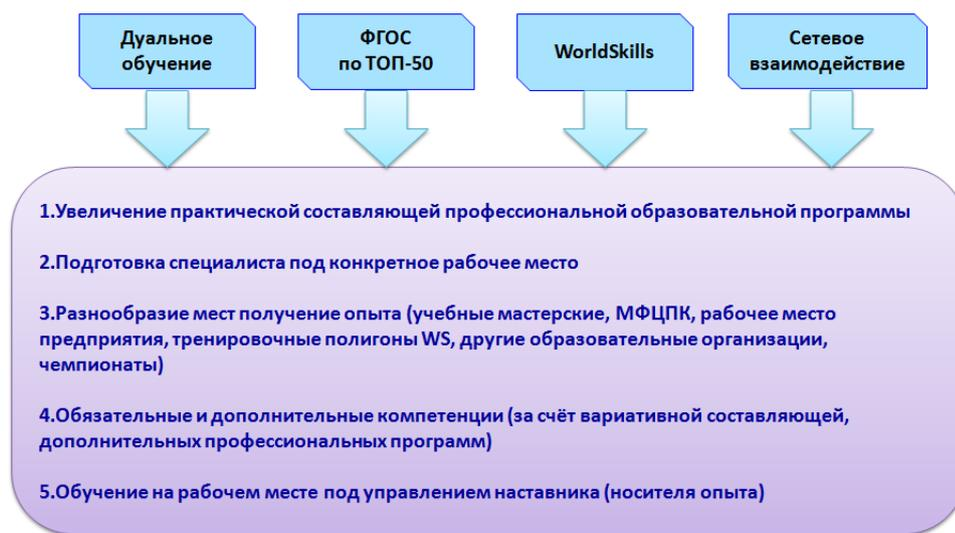 Дуальное
обучение
ФГОС
по ТОП-50
WorldSkills
Сетевое
взаимодействие
1.Увеличение практической составляющей профессиональной образовательной программы
2.Подготовка специалиста под конкретное рабочее место
3.Разнообразие мест получение опыта (учебные мастерские, МФЦПК, рабочее место
предприятия, тренировочные полигоны WS, другие образовательные организации,
чемпионаты)
4.Обязательные и дополнительные компетенции (за счёт вариативной составляющей,
дополнительных профессиональных программ)
5.Обучение на рабочем месте под управлением наставника (носителя опыта)